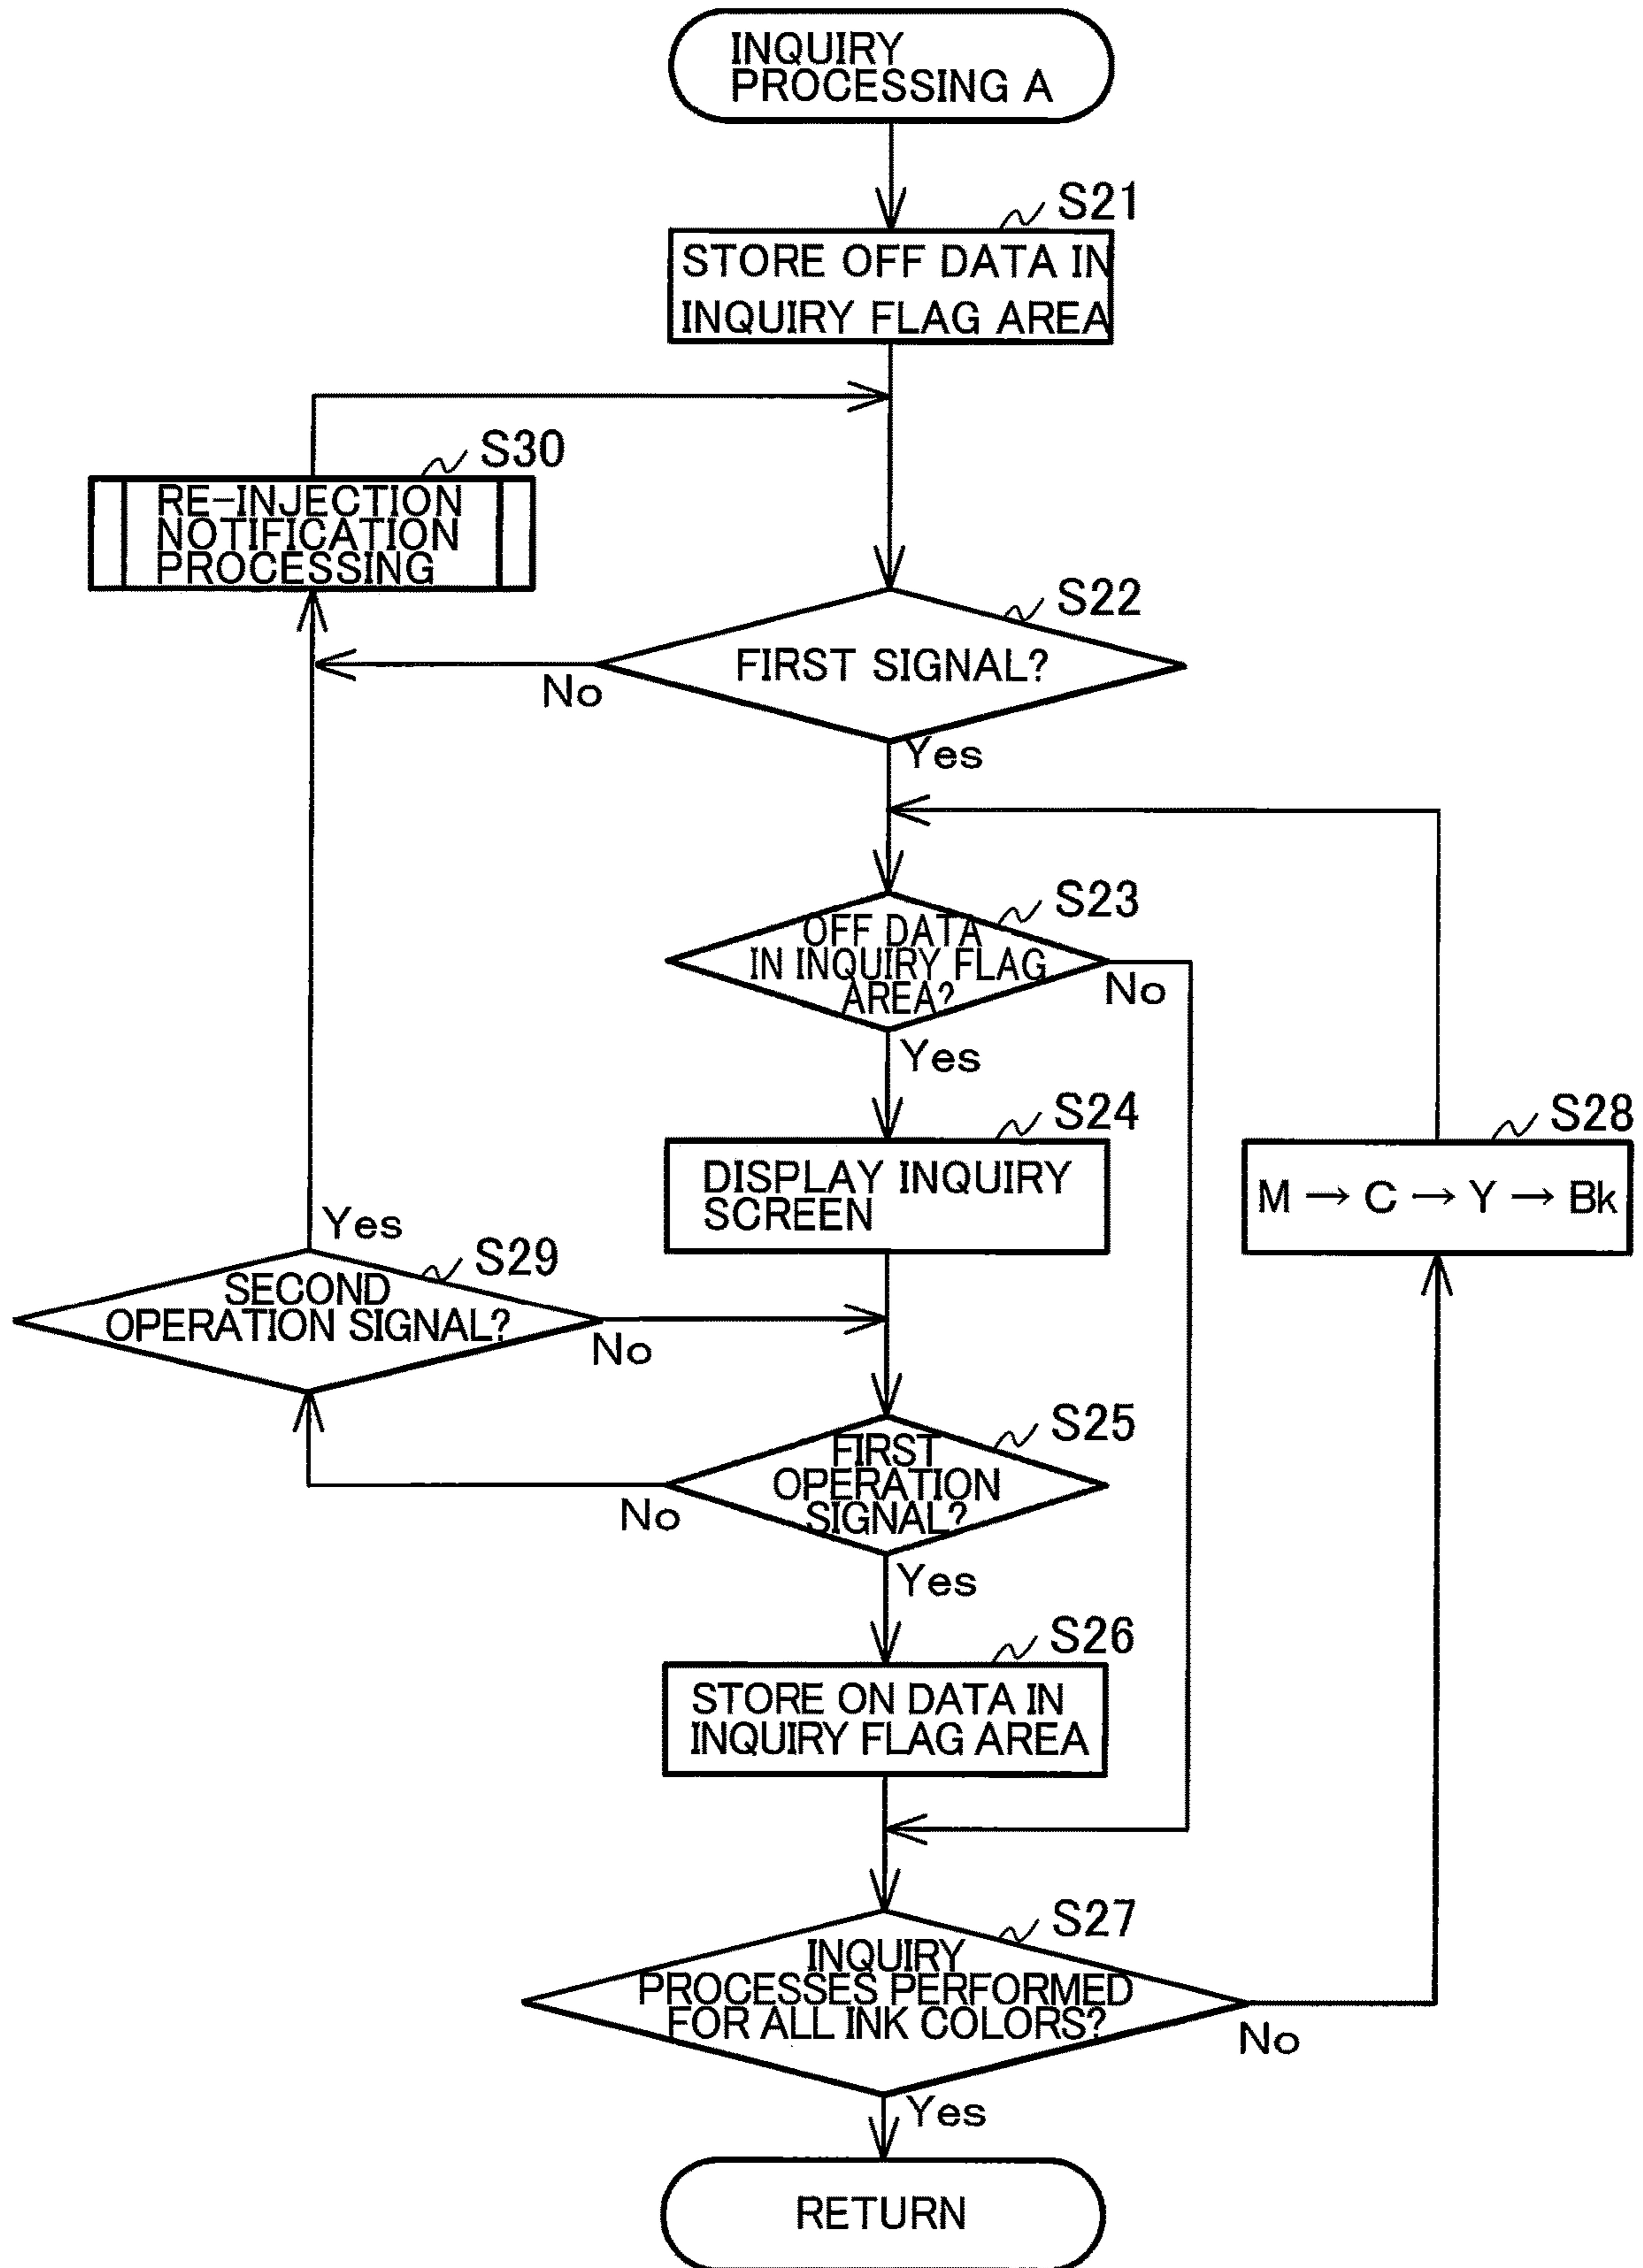 INQUIRY
PROCESSING A
S21
STORE OFF DATA IN
INQUIRY FLAG AREA
S30
RE-INJECTION
NOTIFICATION
PROCESSING
S22
FIRST SIGNAL?
No
Yes
S23
OFF DATA
IN INQUIRY FLAG
AREA?
No
Yes
S24
DISPLAY INQUIRY
SCREEN
S28
M → C → Y → Bk
Yes
S29
SECOND
OPERATION SIGNAL?
No
S25
FIRST
OPERATION
SIGNAL?
No
Yes
S26
STORE ON DATA IN
INQUIRY FLAG AREA
S27
INQUIRY
PROCESSES PERFORMED
FOR ALL INK COLORS?
No
Yes
RETURN